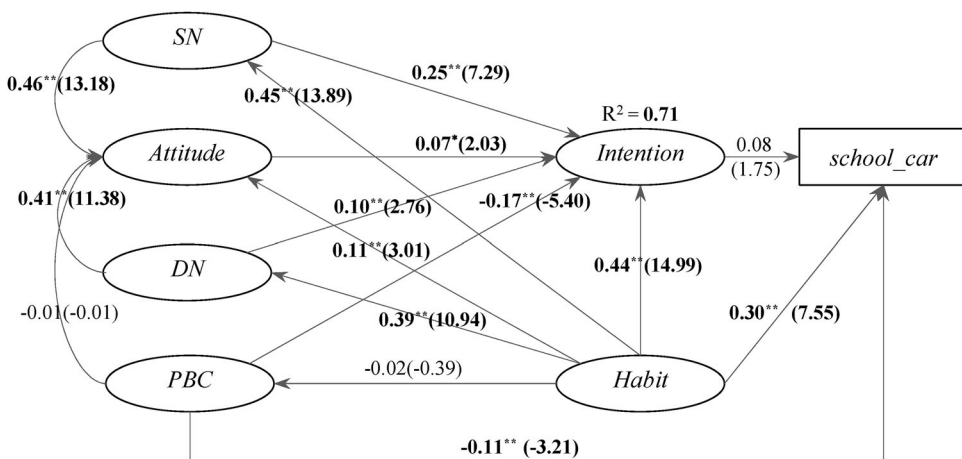 SN
0.46**(13.18)
0.25**(7.29)
0.45**(13.89)
R² = 0.71
Attitude
0.07*(2.03)
Intention
0.08
(1.75)
school_car
0.41**(11.38)
0.10**(2.76)
-0.17**(-5.40)
0.11**(3.01)
DN
0.44**(14.99)
-0.01(-0.01)
0.39**(10.94)
0.30** (7.55)
PBC
-0.02(-0.39)
Habit
-0.11** (-3.21)